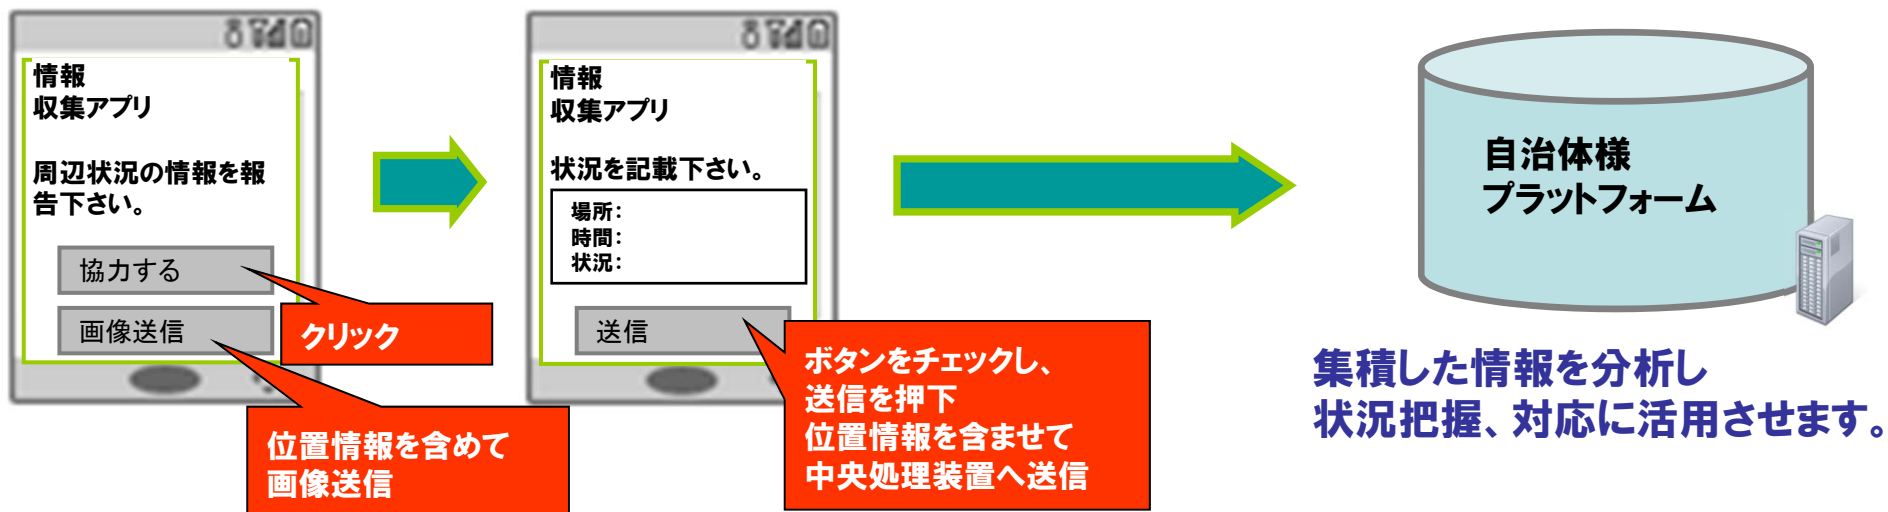 情報
収集アプリ
周辺状況の情報を報
告下さい。
協力する
画像送信
クリック
位置情報を含めて
画像送信
情報
収集アプリ
状況を記載下さい。
場所：
時間：
状況：
送信
ボタンをチェックし、
送信を押下
位置情報を含ませて
中央処理装置へ送信
自治体様
プラットフォーム
集積した情報を分析し
状況把握、対応に活用させます。